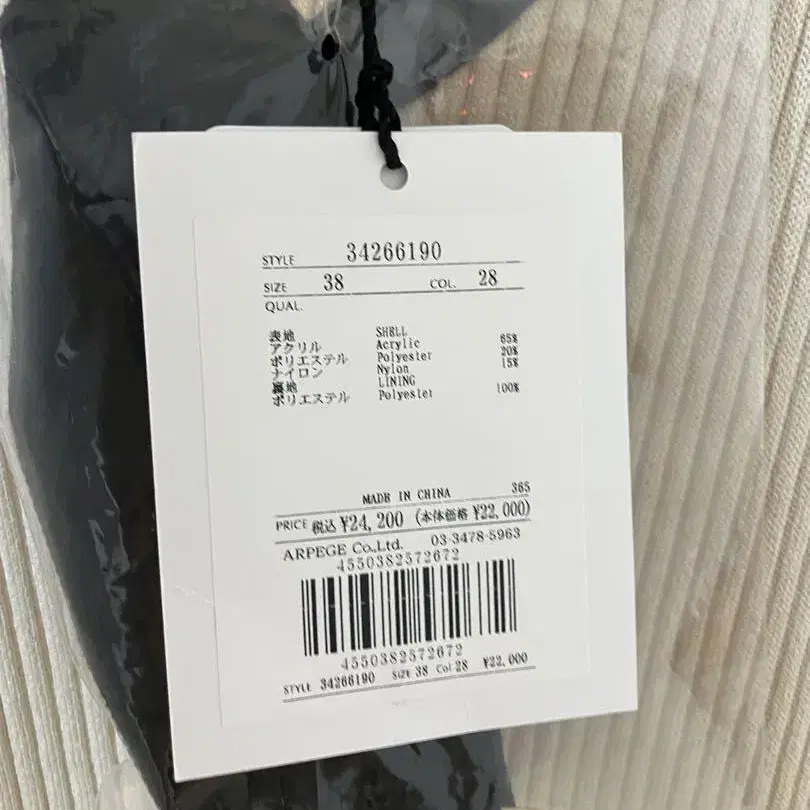 STYLE 34266190
SIZE 38 COL. 28
QUAL.
表地 SHELL
アクリル Acrylic 65%
ポリエステル Polyester 20%
ナイロン Nylon 15%
裏地 LINING
ポリエステル Polyester 100%
365
MADE IN CHINA
PRICE 税込 ¥24,200 (本体価格 ¥22,000)
ARPEGE Co.,Ltd. 03-3478-5963
4550382572672
4550382572672
STYLE 34266190 SIZE 38 Col 28 ¥22,000